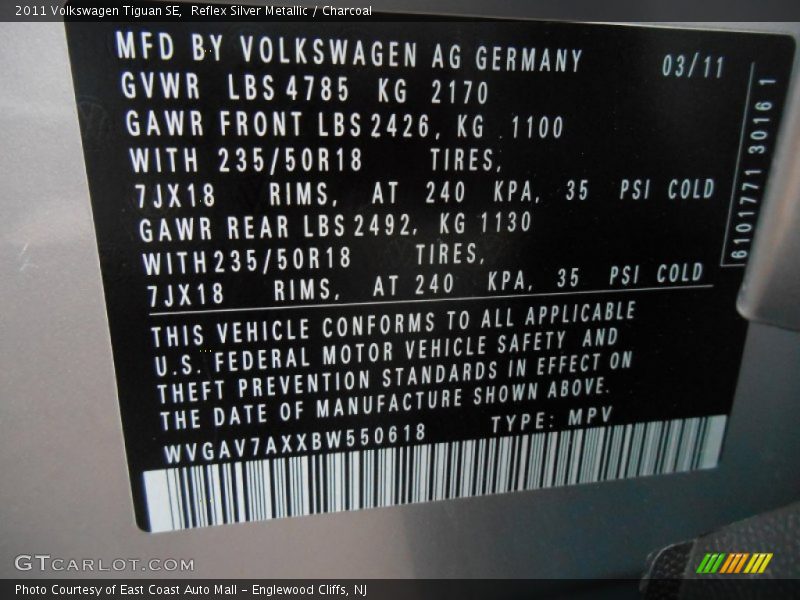 2011 Volkswagen Tiguan SE, Reflex Silver Metallic / Charcoal
MFD BY VOLKSWAGEN AG GERMANY 03/11
GVWR LBS 4785 KG 2170
GAWR FRONT LBS 2426, KG 1100
WITH 235/50R18 TIRES,
7JX18 RIMS, AT 240 KPA, 35 PSI COLD
GAWR REAR LBS 2492, KG 1130
WITH 235/50R18 TIRES,
7JX18 RIMS, AT 240 KPA, 35 PSI COLD
6101771 3016 1
THIS VEHICLE CONFORMS TO ALL APPLICABLE
U.S. FEDERAL MOTOR VEHICLE SAFETY AND
THEFT PREVENTION STANDARDS IN EFFECT ON
THE DATE OF MANUFACTURE SHOWN ABOVE.
WVGAV7AXXBW550618 TYPE: MPV
GTCARLOT.COM
Photo Courtesy of East Coast Auto Mall – Englewood Cliffs, NJ